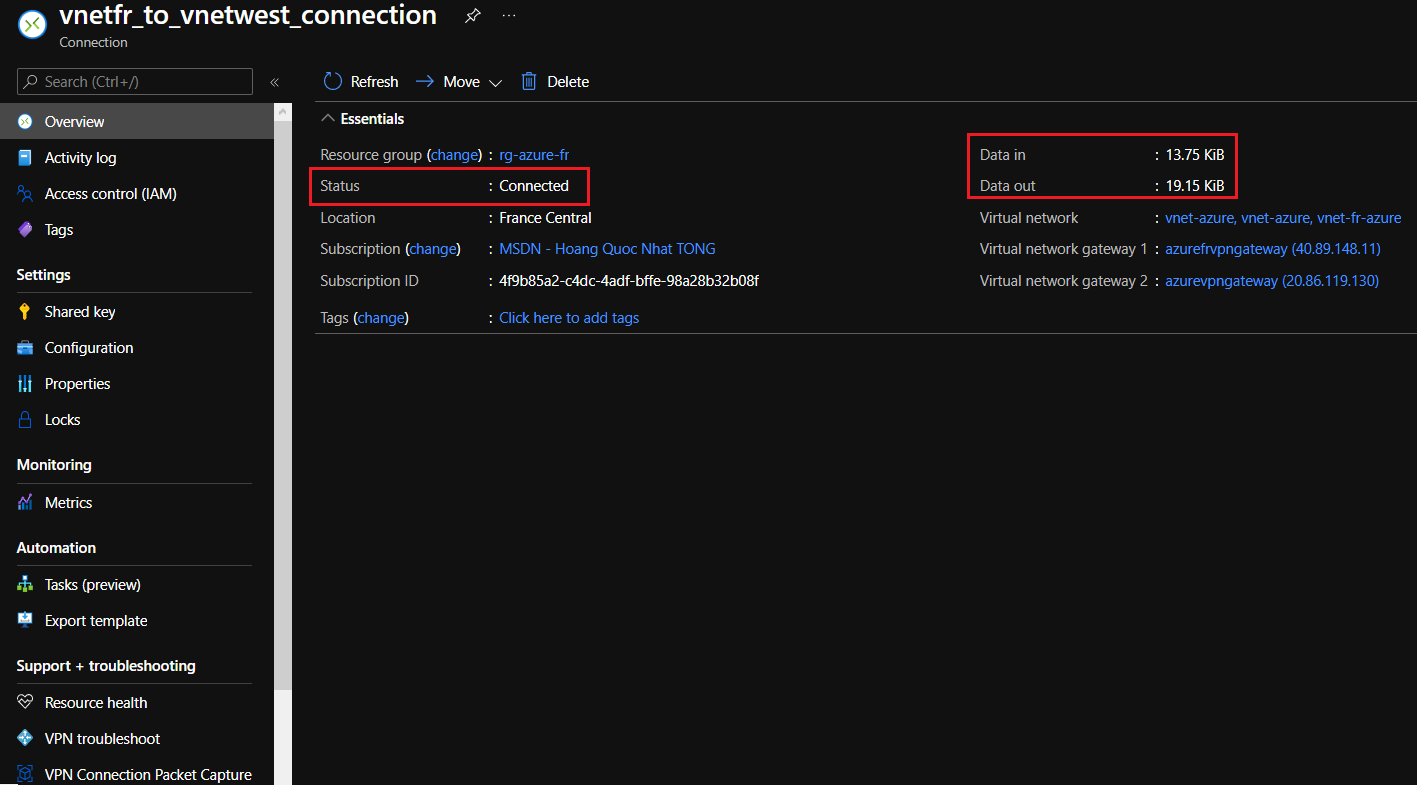 vnetfr_to_vnetwest_connection
Connection
Search (Ctrl+/)
Overview
Activity log
Access control (IAM)
Tags
Settings
Shared key
Configuration
Properties
Locks
Monitoring
Metrics
Automation
Tasks (preview)
Export template
Support + troubleshooting
Resource health
VPN troubleshoot
VPN Connection Packet Capture
Refresh Move Delete
Essentials
Resource group (change) : rg-azure-fr
Status : Connected
Location : France Central
Subscription (change) : MSDN - Hoang Quoc Nhat TONG
Subscription ID : 4f9b85a2-c4dc-4adf-bffe-98a28b32b08f
Tags (change) : Click here to add tags
Data in : 13.75 KiB
Data out : 19.15 KiB
Virtual network : vnet-azure, vnet-azure, vnet-fr-azure
Virtual network gateway 1 : azurefrvpngateway (40.89.148.11)
Virtual network gateway 2 : azurevpngateway (20.86.119.130)